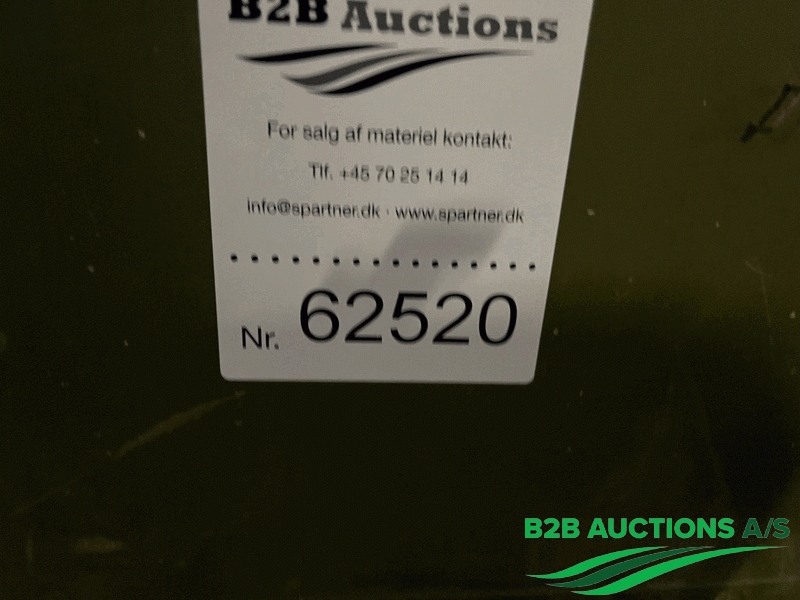 B2B Auctions
For salg af materiel kontakt:
Tlf. +45 70 25 14 14
info@spartner.dk · www.spartner.dk
Nr. 62520
B2B AUCTIONS A/S